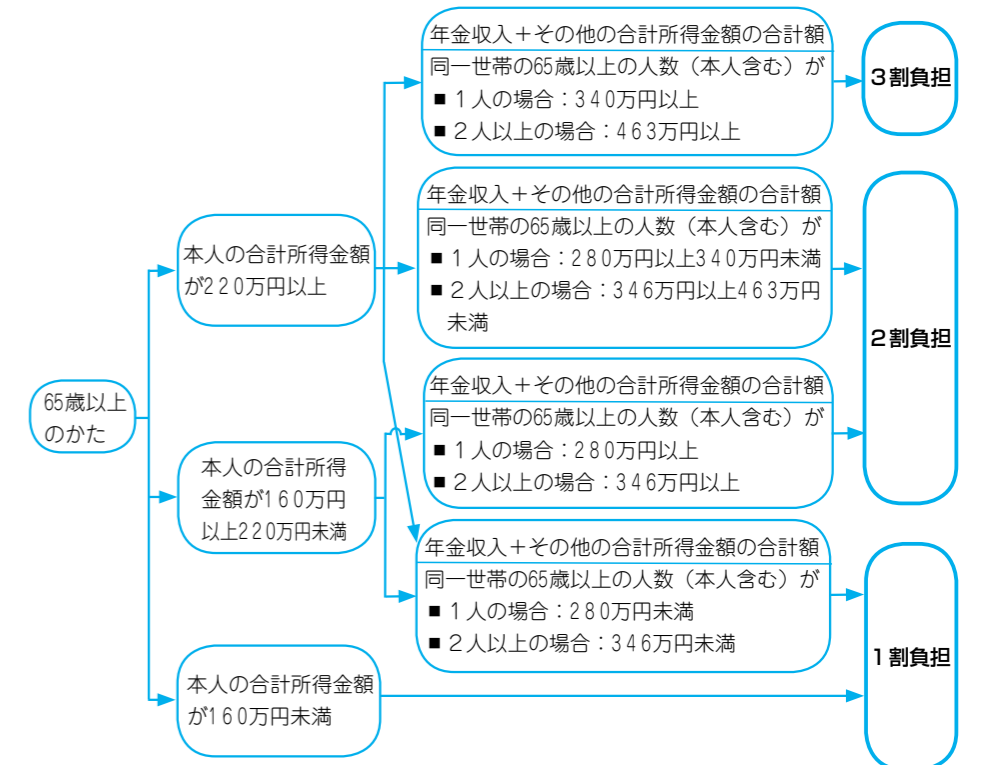 65歳以上
のかた
本人の合計所得金額
が220万円以上
本人の合計所得
金額が160万円
以上220万円未満
本人の合計所得金額
が160万円未満
年金収入＋その他の合計所得金額の合計額
同一世帯の65歳以上の人数（本人含む）が
■１人の場合：340万円以上
■２人以上の場合：463万円以上
年金収入＋その他の合計所得金額の合計額
同一世帯の65歳以上の人数（本人含む）が
■１人の場合：280万円以上340万円未満
■２人以上の場合：346万円以上463万円
未満
年金収入＋その他の合計所得金額の合計額
同一世帯の65歳以上の人数（本人含む）が
■１人の場合：280万円以上
■２人以上の場合：346万円以上
年金収入＋その他の合計所得金額の合計額
同一世帯の65歳以上の人数（本人含む）が
■１人の場合：280万円未満
■２人以上の場合：346万円未満
３割負担
２割負担
１割負担